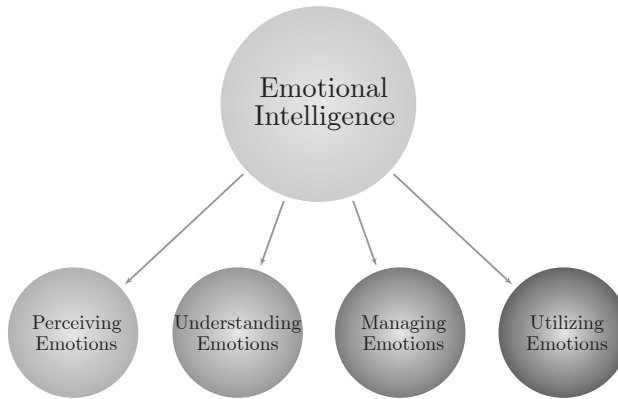 Emotional
Intelligence
Perceiving
Emotions
Understanding
Emotions
Managing
Emotions
Utilizing
Emotions